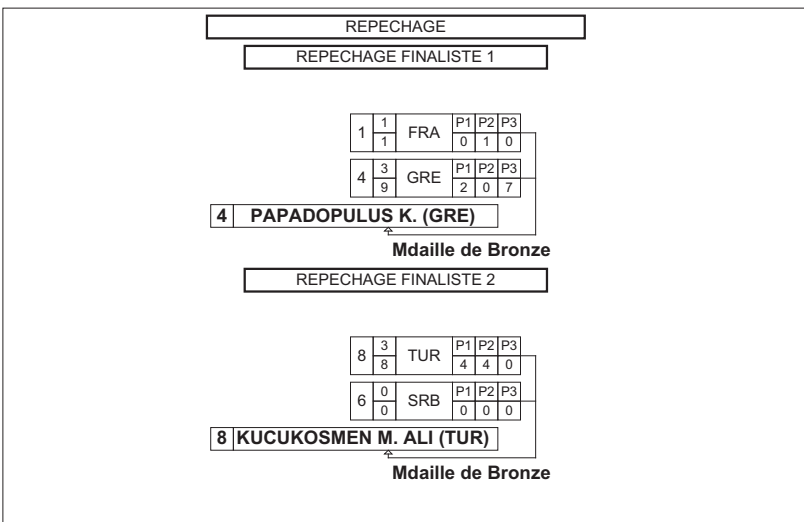 REPECHAGE
REPECHAGE FINALISTE 1
1 1 FRA P1 P2 P3
1 0 1 0
4 3 GRE P1 P2 P3
9 2 0 7
4 PAPADOPULUS K. (GRE)
Mdaille de Bronze
REPECHAGE FINALISTE 2
8 3 TUR P1 P2 P3
8 4 4 0
6 0 SRB P1 P2 P3
0 0 0 0
8 KUCUKOSMEN M. ALI (TUR)
Mdaille de Bronze